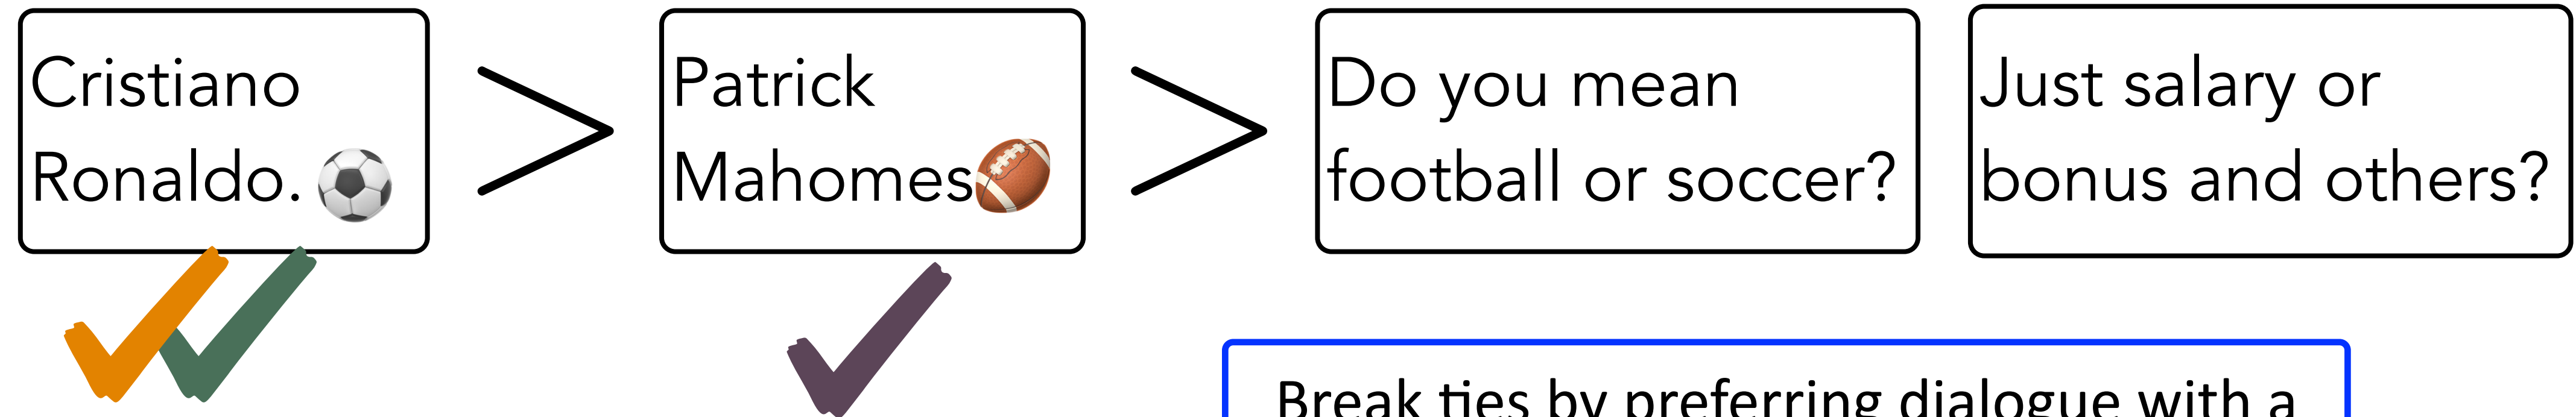 Cristiano
Ronaldo.
Patrick
Mahomes
Do you mean
football or soccer?
Just salary or
bonus and others?
Break ties by preferring dialogue with a